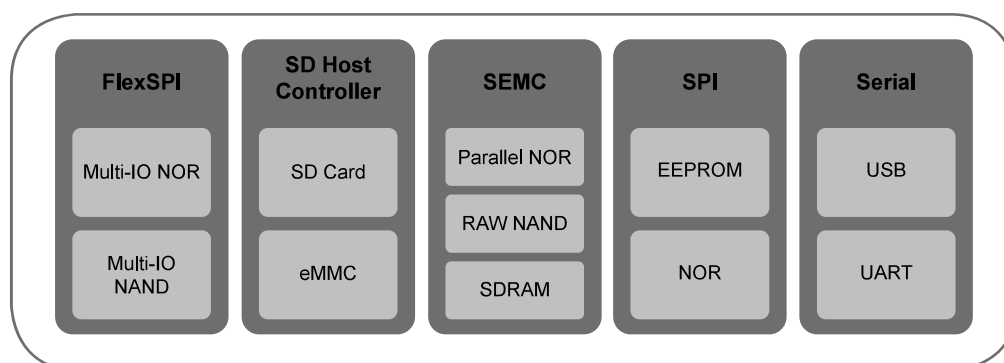 FlexSPI
Multi-IO NOR
Multi-IO
NAND
SD Host
Controller
SD Card
eMMC
SEMC
Parallel NOR
RAW NAND
SDRAM
SPI
EEPROM
NOR
Serial
USB
UART